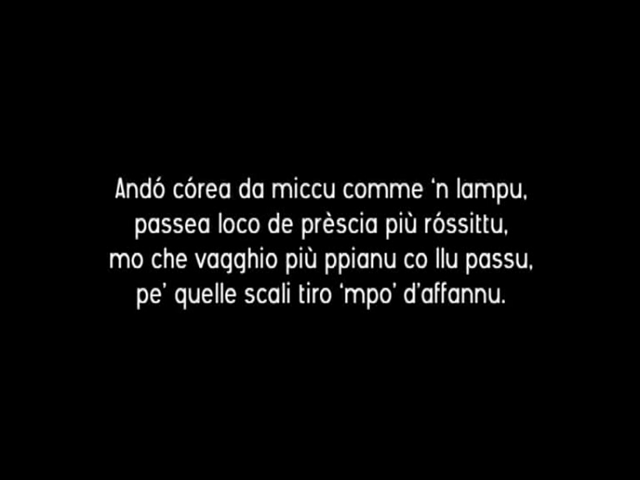 Andó córea da miccu comme ‘n lampu,
passea loco de prèscia più róssittu,
mo che vagghio più ppianu co llu passu,
pe’ quelle scali tiro ‘mpo’ d’affannu.